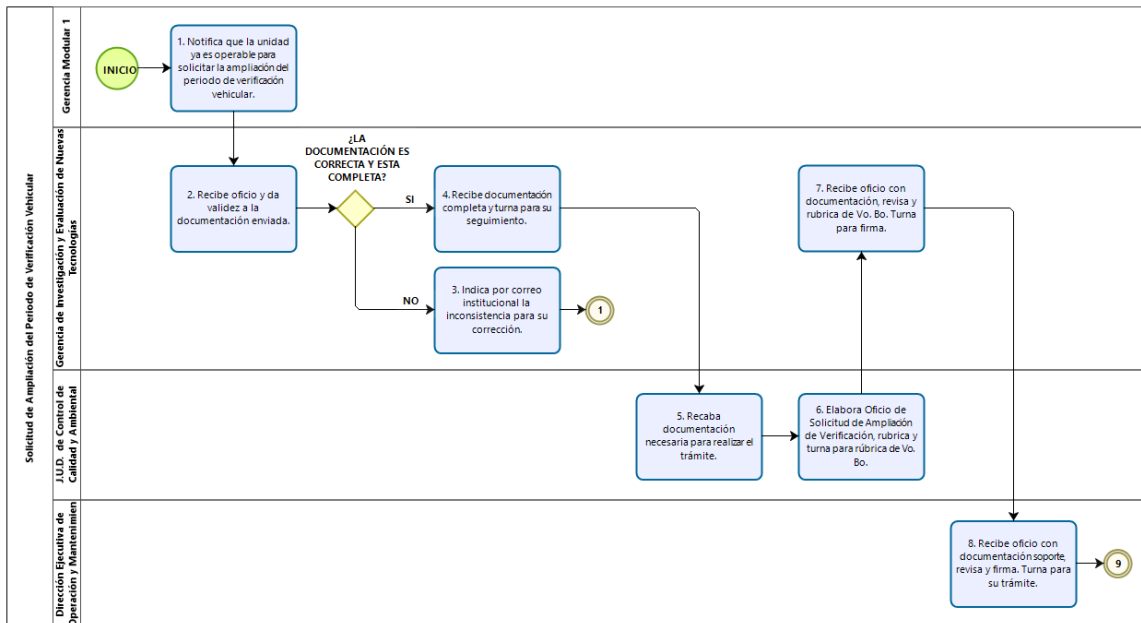 Solicitud de Ampliación del Periodo de Verificación Vehicular
Gerencia Modular 1
INICIO
1. Notifica que la unidad
ya es operable para
solicitar la ampliación del
periodo de verificación
vehicular.
Gerencia de Investigación y Evaluación de Nuevas
Tecnologías
2. Recibe oficio y da
validez a la
documentación enviada.
¿LA
DOCUMENTACIÓN ES
CORRECTA Y ESTA
COMPLETA?
SI
4. Recibe documentación
completa y turna para su
seguimiento.
NO
3. Indica por correo
institucional la
inconsistencia para su
corrección.
1
7. Recibe oficio con
documentación, revisa y
rubrica de Vo. Bo. Turna
para firma.
J.U.D. de Control de
Calidad y Ambiental
5. Recaba
documentación
necesaria para realizar el
trámite.
6. Elabora Oficio de
Solicitud de Ampliación
de Verificación, rubrica y
turna para rúbrica de Vo.
Bo.
Dirección Ejecutiva de
Operación y Mantenimien
8. Recibe oficio con
documentación soporte,
revisa y firma. Turna para
su trámite.
9